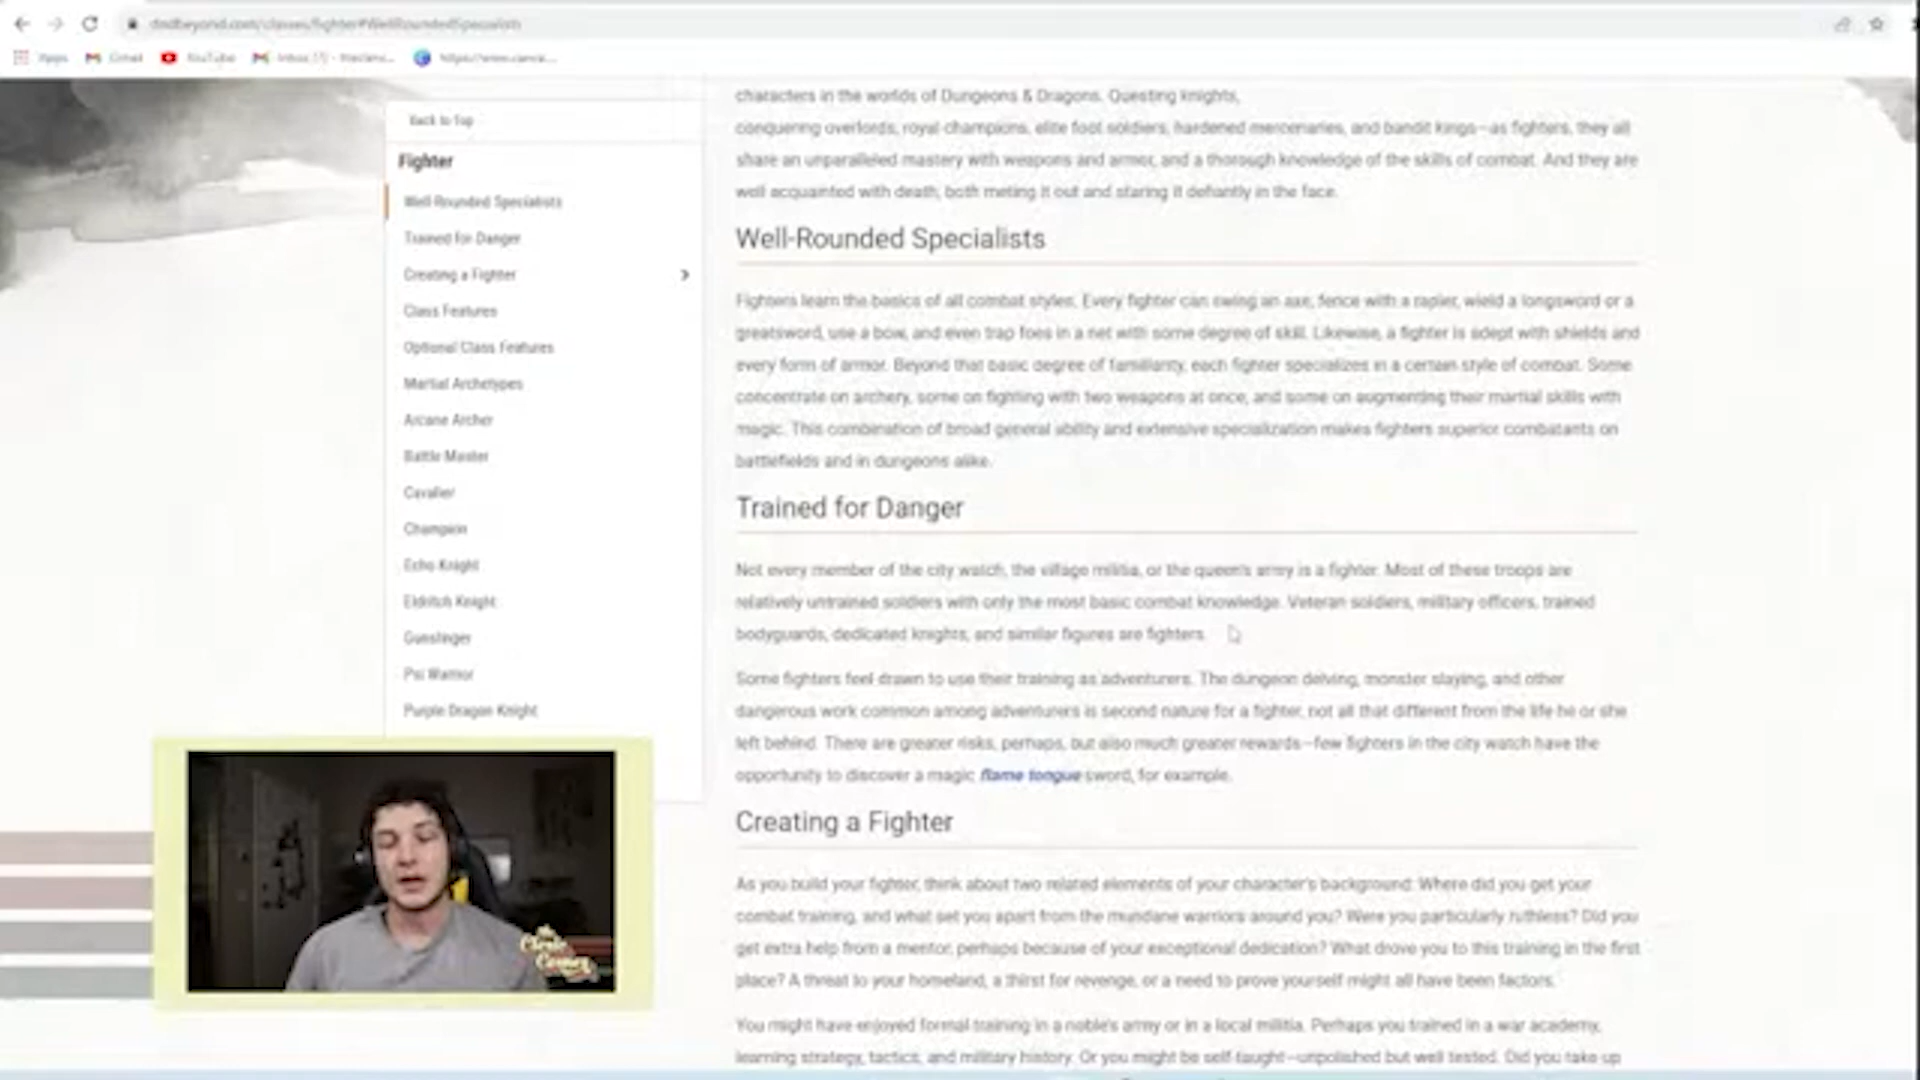 dndbeyond.com/classes/fighter#WellRoundedSpecialists
Apps
Gmail
YouTube
https://www.canva...
Back to Top
Fighter
Well-Rounded Specialists
Trained for Danger
Creating a Fighter
Class Features
Optional Class Features
Martial Archetypes
Arcane Archer
Battle Master
Cavalier
Champion
Echo Knight
Eldritch Knight
Gunslinger
Psi Warrior
Purple Dragon Knight
characters in the worlds of Dungeons & Dragons. Questing knights,
conquering overlords, royal champions, elite foot soldiers, hardened mercenaries, and bandit kings—as fighters, they all
share an unparalleled mastery with weapons and armor, and a thorough knowledge of the skills of combat. And they are
well acquainted with death, both meting it out and staring it defiantly in the face.
Well-Rounded Specialists
Fighters learn the basics of all combat styles. Every fighter can swing an axe, fence with a rapier, wield a longsword or a
greatsword, use a bow, and even trap foes in a net with some degree of skill. Likewise, a fighter is adept with shields and
every form of armor. Beyond that basic degree of familiarity, each fighter specializes in a certain style of combat. Some
concentrate on archery, some on fighting with two weapons at once, and some on augmenting their martial skills with
magic. This combination of broad general ability and extensive specialization makes fighters superior combatants on
battlefields and in dungeons alike.
Trained for Danger
Not every member of the city watch, the village militia, or the queen's army is a fighter. Most of these troops are
relatively untrained soldiers with only the most basic combat knowledge. Veteran soldiers, military officers, trained
bodyguards, dedicated knights, and similar figures are fighters.
Some fighters feel drawn to use their training as adventurers. The dungeon delving, monster slaying, and other
dangerous work common among adventurers is second nature for a fighter, not all that different from the life he or she
left behind. There are greater risks, perhaps, but also much greater rewards—few fighters in the city watch have the
opportunity to discover a magic flame tongue sword, for example.
Creating a Fighter
As you build your fighter, think about two related elements of your character's background: Where did you get your
combat training, and what set you apart from the mundane warriors around you? Were you particularly ruthless? Did you
get extra help from a mentor, perhaps because of your exceptional dedication? What drove you to this training in the first
place? A threat to your homeland, a thirst for revenge, or a need to prove yourself might all have been factors.
You might have enjoyed formal training in a noble's army or in a local militia. Perhaps you trained in a war academy,
learning strategy, tactics, and military history. Or you might be self-taught—unpolished but well tested. Did you take up
the
Corner